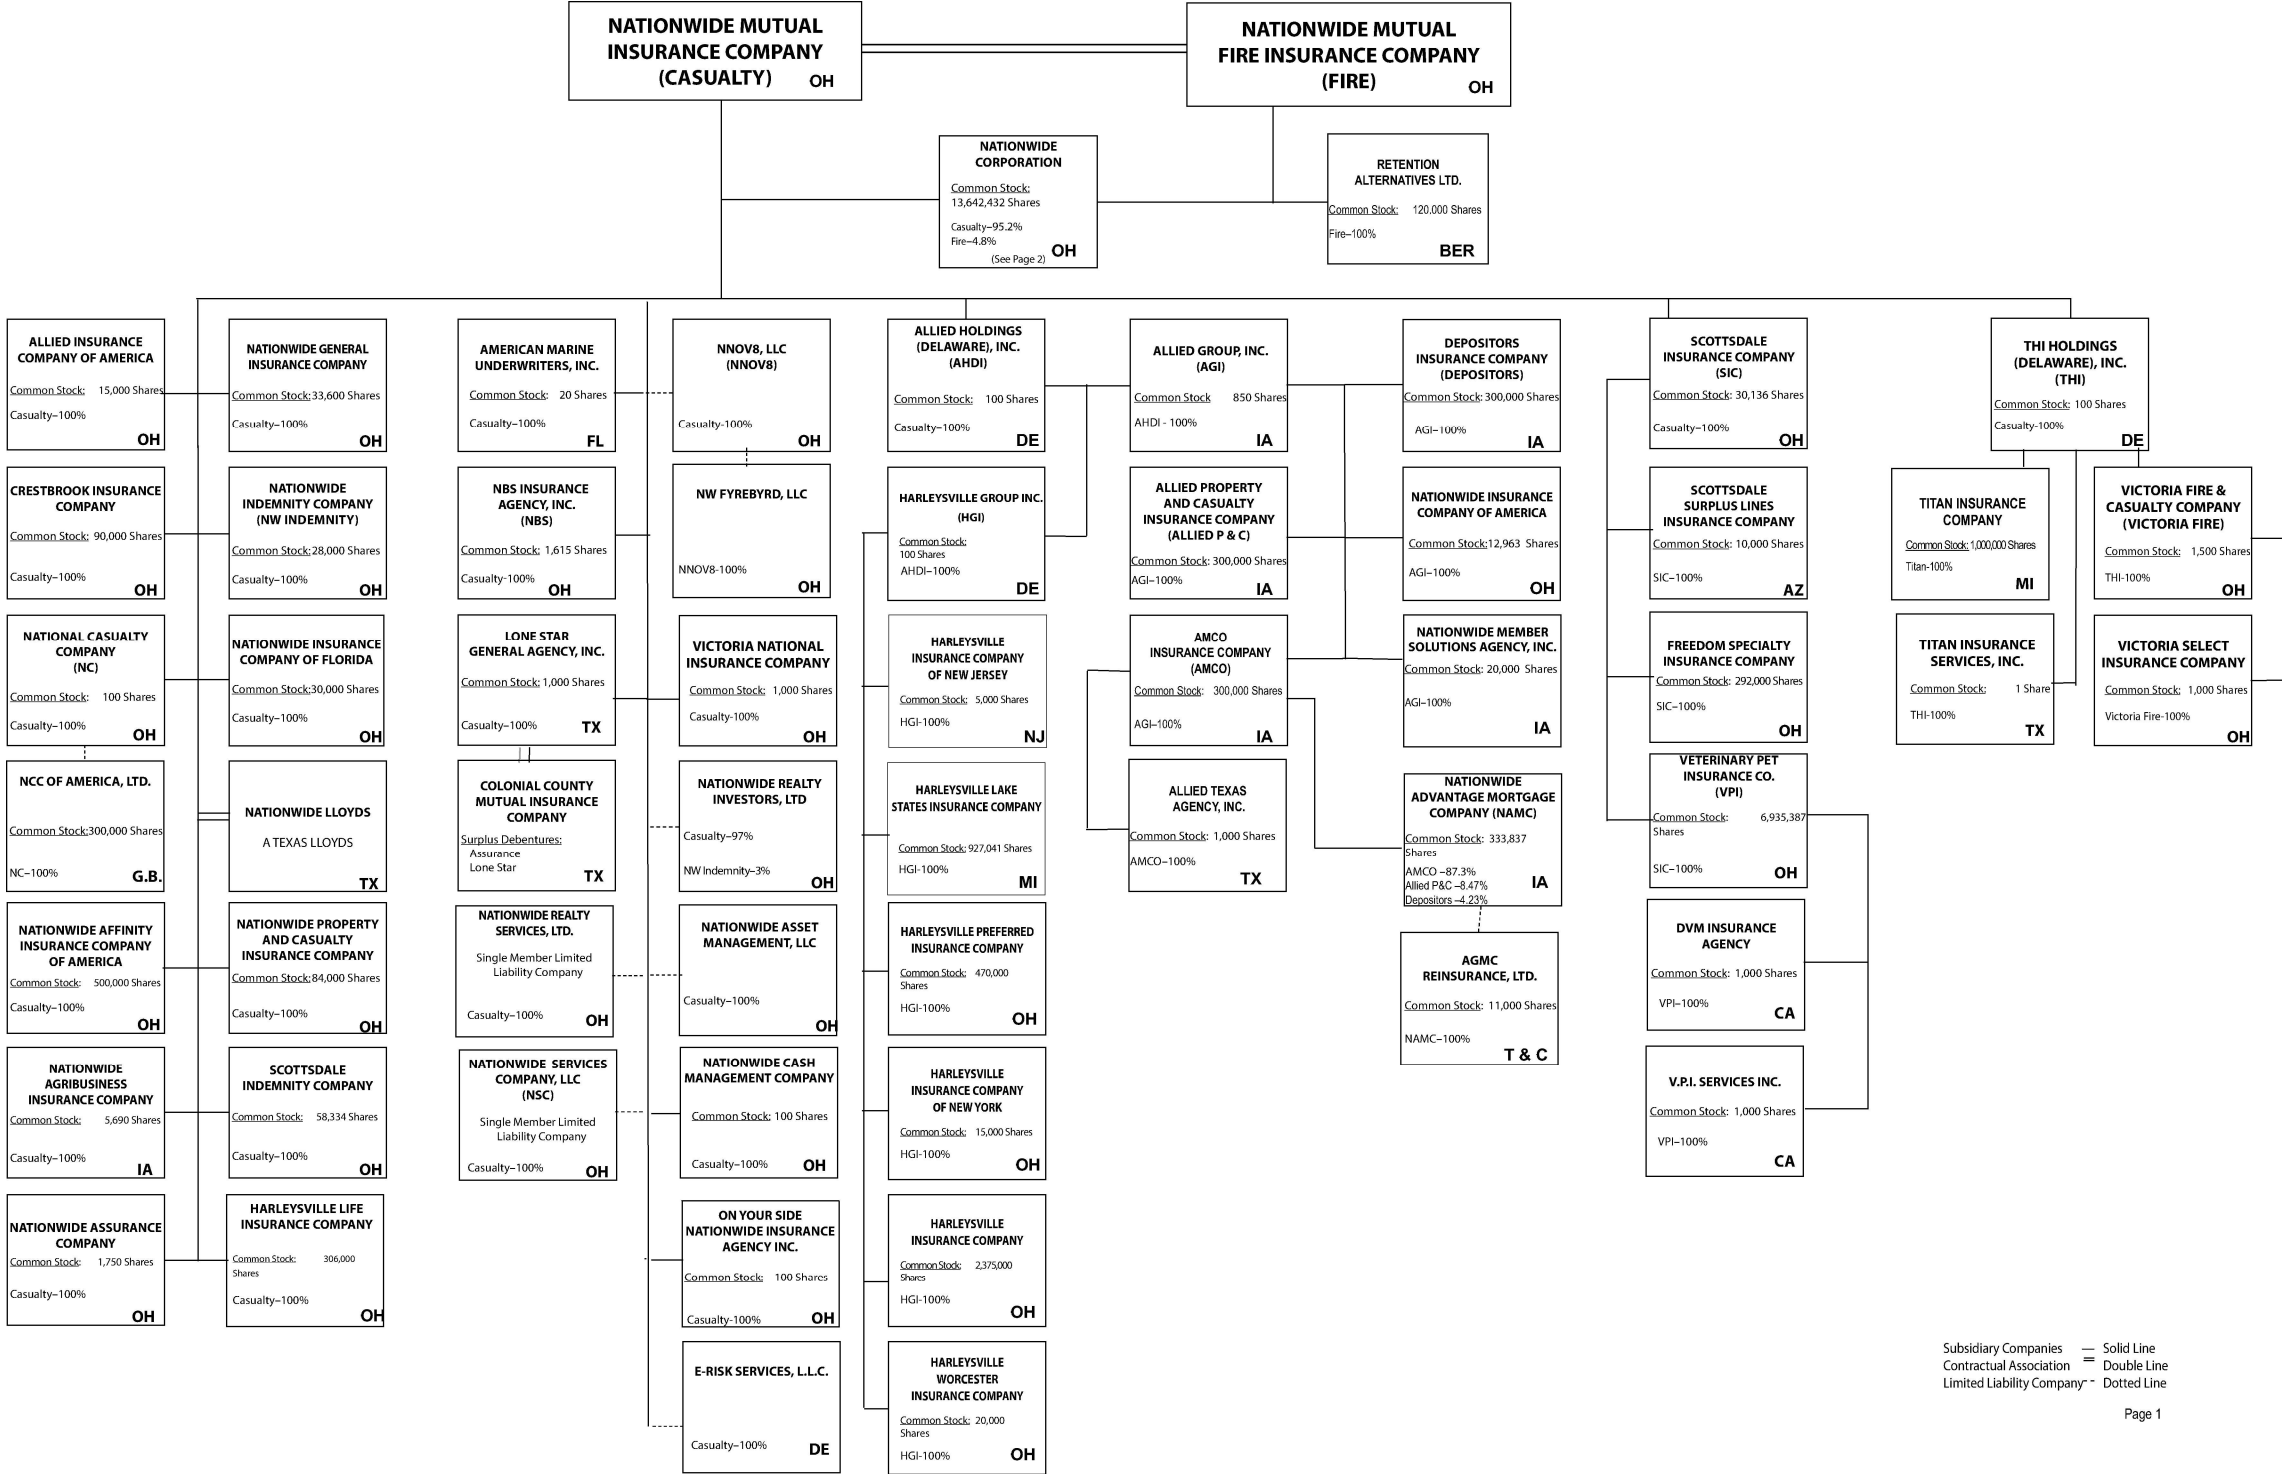 NATIONWIDE MUTUAL
INSURANCE COMPANY
(CASUALTY) OH
NATIONWIDE MUTUAL
FIRE INSURANCE COMPANY
(FIRE)
OH
NATIONWIDE
CORPORATION
Common Stock:
13,642,432 Shares
Casualty–95.2%
Fire–4.8%
(See Page 2) OH
RETENTION
ALTERNATIVES LTD.
Common Stock: 120,000 Shares
Fire–100%
BER
ALLIED INSURANCE
COMPANY OF AMERICA
Common Stock: 15,000 Shares
Casualty–100%
OH
CRESTBROOK INSURANCE
COMPANY
Common Stock: 90,000 Shares
Casualty–100%
OH
NATIONAL CASUALTY
COMPANY
(NC)
Common Stock: 100 Shares
Casualty–100%
OH
NCC OF AMERICA, LTD.
Common Stock:300,000 Shares
NC–100%
G.B.
NATIONWIDE AFFINITY
INSURANCE COMPANY
OF AMERICA
Common Stock: 500,000 Shares
Casualty–100%
OH
NATIONWIDE
AGRIBUSINESS
INSURANCE COMPANY
Common Stock: 5,690 Shares
Casualty–100%
IA
NATIONWIDE ASSURANCE
COMPANY
Common Stock: 1,750 Shares
Casualty–100%
OH
NATIONWIDE GENERAL
INSURANCE COMPANY
Common Stock: 33,600 Shares
Casualty–100%
OH
NATIONWIDE
INDEMNITY COMPANY
(NW INDEMNITY)
Common Stock: 28,000 Shares
Casualty–100%
OH
NATIONWIDE INSURANCE
COMPANY OF FLORIDA
Common Stock: 30,000 Shares
Casualty–100%
OH
NATIONWIDE LLOYDS
A TEXAS LLOYDS
TX
NATIONWIDE PROPERTY
AND CASUALTY
INSURANCE COMPANY
Common Stock: 84,000 Shares
Casualty–100%
OH
SCOTTSDALE
INDEMNITY COMPANY
Common Stock: 58,334 Shares
Casualty–100%
OH
HARLEYSVILLE LIFE
INSURANCE COMPANY
Common Stock: 306,000
Shares
Casualty–100%
OH
AMERICAN MARINE
UNDERWRITERS, INC.
Common Stock: 20 Shares
Casualty–100%
FL
NBS INSURANCE
AGENCY, INC.
(NBS)
Common Stock: 1,615 Shares
Casualty-100%
OH
LONE STAR
GENERAL AGENCY, INC.
Common Stock: 1,000 Shares
Casualty–100%
TX
COLONIAL COUNTY
MUTUAL INSURANCE
COMPANY
Surplus Debentures:
Assurance
Lone Star
TX
NATIONWIDE REALTY
SERVICES, LTD.
Single Member Limited
Liability Company
Casualty–100%
OH
NATIONWIDE SERVICES
COMPANY, LLC
(NSC)
Single Member Limited
Liability Company
Casualty–100%
OH
NNOV8, LLC
(NNOV8)
Casualty-100%
OH
NW FYREBYRD, LLC
NNOV8-100%
OH
VICTORIA NATIONAL
INSURANCE COMPANY
Common Stock: 1,000 Shares
Casualty-100%
OH
NATIONWIDE REALTY
INVESTORS, LTD
Casualty–97%
NW Indemnity–3%
OH
NATIONWIDE ASSET
MANAGEMENT, LLC
Casualty–100%
OH
NATIONWIDE CASH
MANAGEMENT COMPANY
Common Stock: 100 Shares
Casualty–100%
OH
ON YOUR SIDE
NATIONWIDE INSURANCE
AGENCY INC.
Common Stock: 100 Shares
Casualty-100%
OH
E-RISK SERVICES, L.L.C.
Casualty–100%
DE
ALLIED HOLDINGS
(DELAWARE), INC.
(AHDI)
Common Stock: 100 Shares
Casualty–100%
DE
HARLEYSVILLE GROUP INC.
(HGI)
Common Stock:
100 Shares
AHDI–100%
DE
HARLEYSVILLE
INSURANCE COMPANY
OF NEW JERSEY
Common Stock: 5,000 Shares
HGI-100%
NJ
HARLEYSVILLE LAKE
STATES INSURANCE COMPANY
Common Stock: 927,041 Shares
HGI-100%
MI
HARLEYSVILLE PREFERRED
INSURANCE COMPANY
Common Stock: 470,000
Shares
HGI-100%
OH
HARLEYSVILLE
INSURANCE COMPANY
OF NEW YORK
Common Stock: 15,000 Shares
HGI-100%
OH
HARLEYSVILLE
INSURANCE COMPANY
Common Stock: 2,375,000
Shares
HGI-100%
OH
HARLEYSVILLE
WORCESTER
INSURANCE COMPANY
Common Stock: 20,000
Shares
HGI-100%
OH
ALLIED GROUP, INC.
(AGI)
Common Stock 850 Shares
AHDI - 100%
IA
ALLIED PROPERTY
AND CASUALTY
INSURANCE COMPANY
(ALLIED P & C)
Common Stock: 300,000 Shares
AGI–100%
IA
AMCO
INSURANCE COMPANY
(AMCO)
Common Stock: 300,000 Shares
AGI–100%
IA
ALLIED TEXAS
AGENCY, INC.
Common Stock: 1,000 Shares
AMCO–100%
TX
DEPOSITORS
INSURANCE COMPANY
(DEPOSITORS)
Common Stock: 300,000 Shares
AGI–100%
IA
NATIONWIDE INSURANCE
COMPANY OF AMERICA
Common Stock:12,963 Shares
AGI–100%
OH
NATIONWIDE MEMBER
SOLUTIONS AGENCY, INC.
Common Stock: 20,000 Shares
AGI–100%
IA
NATIONWIDE
ADVANTAGE MORTGAGE
COMPANY (NAMC)
Common Stock: 333,837
Shares
AMCO –87.3%
Allied P&C –8.47%
Depositors –4.23%
IA
AGMC
REINSURANCE, LTD.
Common Stock: 11,000 Shares
NAMC–100%
T & C
SCOTTSDALE
INSURANCE COMPANY
(SIC)
Common Stock: 30,136 Shares
Casualty–100%
OH
SCOTTSDALE
SURPLUS LINES
INSURANCE COMPANY
Common Stock: 10,000 Shares
SIC–100%
AZ
FREEDOM SPECIALTY
INSURANCE COMPANY
Common Stock: 292,000 Shares
SIC–100%
OH
VETERINARY PET
INSURANCE CO.
(VPI)
Common Stock: 6,935,387
Shares
SIC–100%
OH
DVM INSURANCE
AGENCY
Common Stock: 1,000 Shares
VPI–100%
CA
V.P.I. SERVICES INC.
Common Stock: 1,000 Shares
VPI–100%
CA
THI HOLDINGS
(DELAWARE), INC.
(THI)
Common Stock: 100 Shares
Casualty-100%
DE
TITAN INSURANCE
COMPANY
Common Stock: 1,000,000 Shares
Titan-100%
MI
TITAN INSURANCE
SERVICES, INC.
Common Stock: 1 Share
THI-100%
TX
VICTORIA FIRE &
CASUALTY COMPANY
(VICTORIA FIRE)
Common Stock: 1,500 Shares
THI-100%
OH
VICTORIA SELECT
INSURANCE COMPANY
Common Stock: 1,000 Shares
Victoria Fire-100%
OH
Subsidiary Companies — Solid Line
Contractual Association = Double Line
Limited Liability Company -- Dotted Line
Page 1